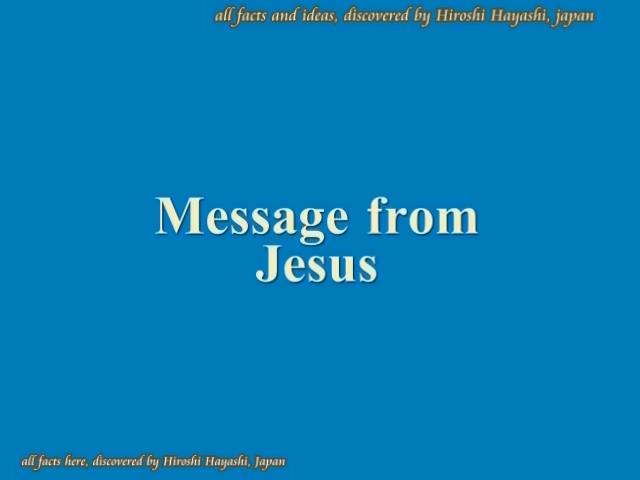 all facts and ideas, discovered by Hiroshi Hayashi, japan
Message from
Jesus
all facts here, discovered by Hiroshi Hayashi, Japan